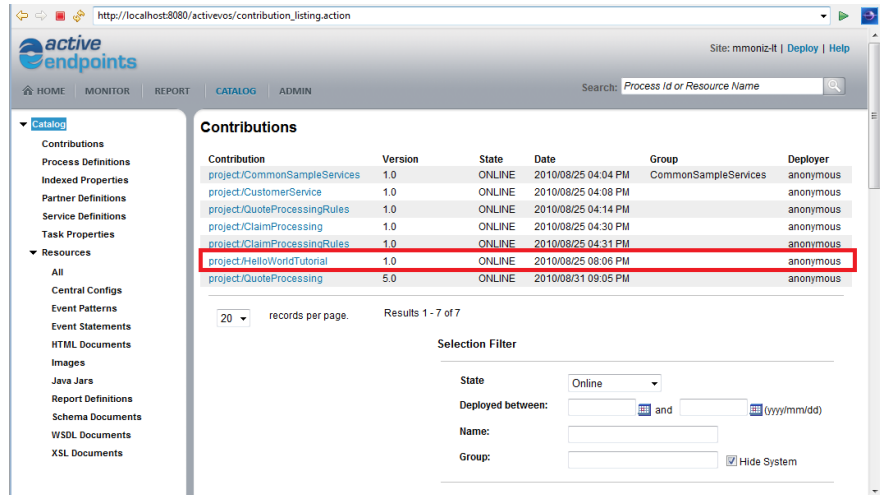 http://localhost:8080/activevos/contribution_listing.action
active
endpoints
Site: mmoniz-lt | Deploy | Help
HOME MONITOR REPORT CATALOG ADMIN
Search: Process Id or Resource Name
Catalog
Contributions
Process Definitions
Indexed Properties
Partner Definitions
Service Definitions
Task Properties
Resources
All
Central Configs
Event Patterns
Event Statements
HTML Documents
Images
Java Jars
Report Definitions
Schema Documents
WSDL Documents
XSL Documents
Contributions
Contribution Version State Date Group Deployer
project:/CommonSampleServices 1.0 ONLINE 2010/08/25 04:04 PM CommonSampleServices anonymous
project:/CustomerService 1.0 ONLINE 2010/08/25 04:08 PM anonymous
project:/QuoteProcessingRules 1.0 ONLINE 2010/08/25 04:14 PM anonymous
project:/ClaimProcessing 1.0 ONLINE 2010/08/25 04:30 PM anonymous
project:/ClaimProcessingRules 1.0 ONLINE 2010/08/25 04:31 PM anonymous
project:/HelloWorldTutorial 1.0 ONLINE 2010/08/25 08:06 PM anonymous
project:/QuoteProcessing 5.0 ONLINE 2010/08/31 09:05 PM anonymous
20 records per page. Results 1 - 7 of 7
Selection Filter
State Online
Deployed between: and (yyyy/mm/dd)
Name:
Group: Hide System